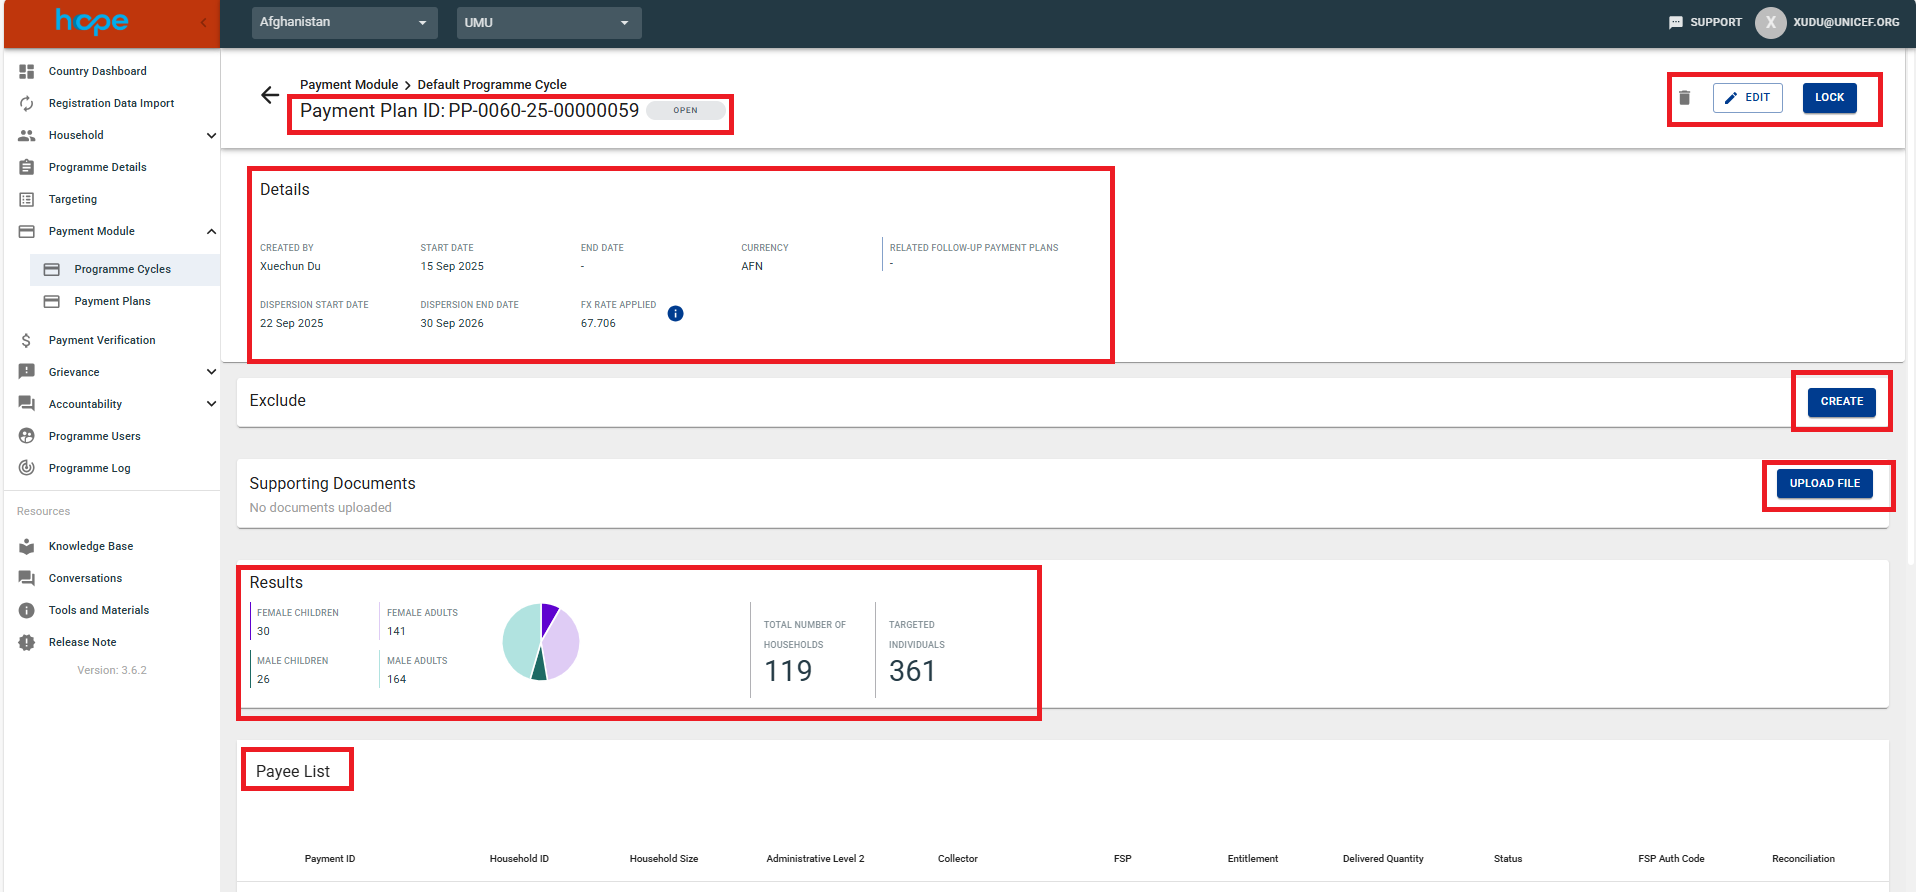 hope
Afghanistan
UMU
SUPPORT
X
XUDU@UNICEF.ORG
Country Dashboard
Registration Data Import
Household
Programme Details
Targeting
Payment Module
Programme Cycles
Payment Plans
Payment Verification
Grievance
Accountability
Programme Users
Programme Log
Resources
Knowledge Base
Conversations
Tools and Materials
Release Note
Version: 3.6.2
Payment Module > Default Programme Cycle
Payment Plan ID: PP-0060-25-00000059 OPEN
EDIT
LOCK
Details
CREATED BY
Xuechun Du
START DATE
15 Sep 2025
END DATE
-
CURRENCY
AFN
RELATED FOLLOW-UP PAYMENT PLANS
-
DISPERSION START DATE
22 Sep 2025
DISPERSION END DATE
30 Sep 2026
FX RATE APPLIED
67.706
Exclude
CREATE
Supporting Documents
No documents uploaded
UPLOAD FILE
Results
FEMALE CHILDREN
30
FEMALE ADULTS
141
MALE CHILDREN
26
MALE ADULTS
164
TOTAL NUMBER OF
HOUSEHOLDS
119
TARGETED
INDIVIDUALS
361
Payee List
Payment ID Household ID Household Size Administrative Level 2 Collector FSP Entitlement Delivered Quantity Status FSP Auth Code Reconciliation